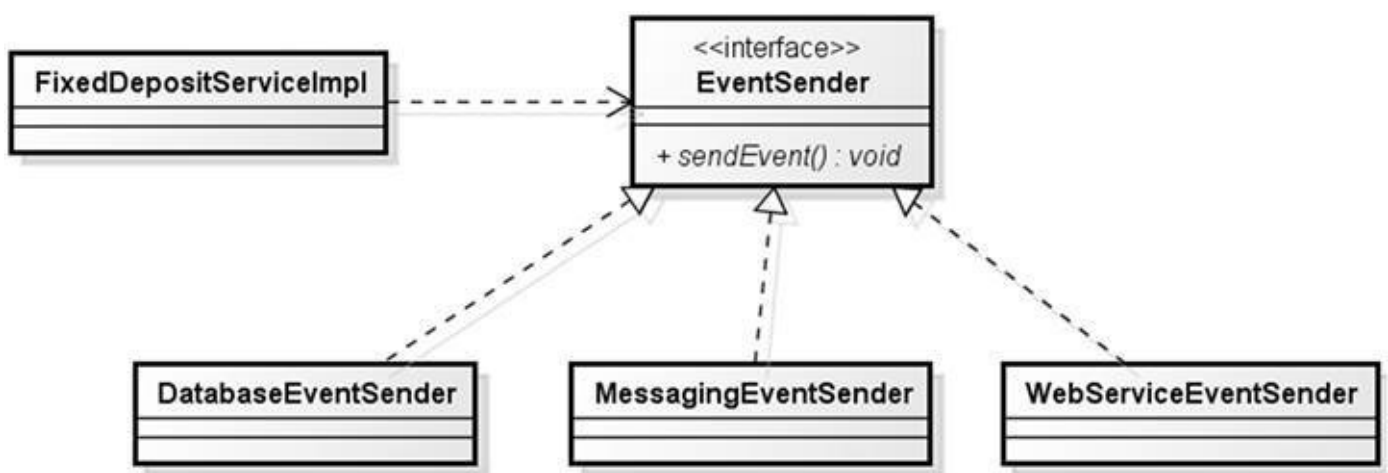 <<interface>>
EventSender
FixedDepositServiceImpl
+ sendEvent() : void
DatabaseEventSender
MessagingEventSender
WebServiceEventSender